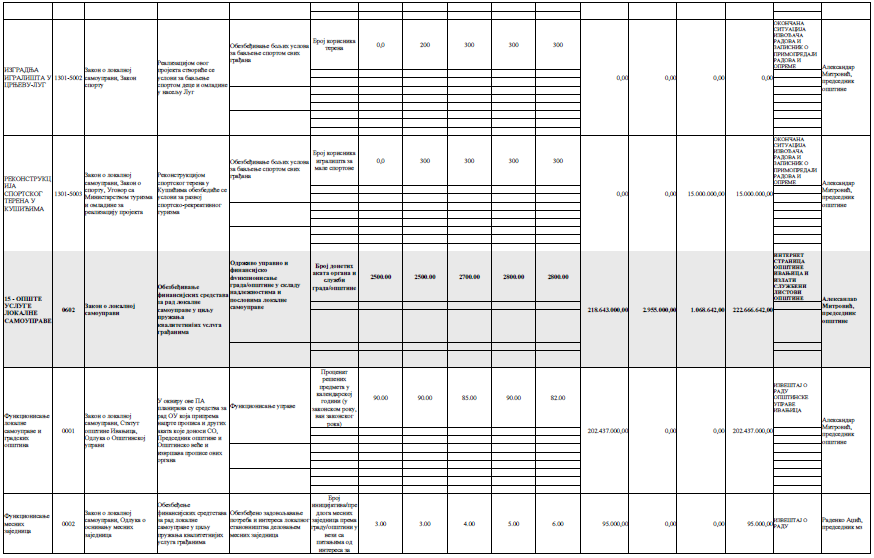 ИЗГРАДЊА
ИГРАЛИШТА У
ЦРЊЕВУ-ЛУГ
1301-5002
Закон о локалној
самоуправи, Закон
спорту
Реализацијом овог
пројекта створиће се
услови за бављење
спортом деце и омладине
у насељу Луг
Обезбеђивање бољих услова
за бављење спортом свих
грађана
Број корисника
терена
0,0
200
300
300
300
0,00
0,00
0,00
0,00
ОКОНЧАНА
СИТУАЦИЈА
ИЗВОЂАЧА
РАДОВА И
ЗАПИСНИК О
ПРИМОПРЕДАЈИ
РАДОВА И
ОПРЕМЕ
Александар
Митровић,
председник
општине
РЕКОНСТРУКЦ
ИЈА
СПОРТСКОГ
ТЕРЕНА У
КУШИЋИМА
1301-5003
Закон о локалној
самоуправи, Закон о
спорту, Уговор са
Министарством туризма
и омладине за
реализацију пројекта
Реконструкцијом
спортског терена у
Кушићима обезбедиће се
услови за развој
спортско-рекреативног
туризма
Обезбеђивање бољих услова
за бављење спортом свих
грађана
Број корисника
игралишта за
мале спортоне
0,0
300
300
300
300
0,00
0,00
15.000.000,00
15.000.000,00
ОКОНЧАНА
СИТУАЦИЈА
ИЗВОЂАЧА
РАДОВА И
ЗАПИСНИК О
ПРИМОПРЕДАЈИ
РАДОВА И
ОПРЕМЕ
Александар
Митровић,
председник
општине
15 - ОПШТЕ
УСЛУГЕ
ЛОКАЛНЕ
САМОУПРАВЕ
0602
Закон о локалној
самоуправи
Обезбеђивање
финансијских средстава
за рад локалне
самоуправе у циљу
пружања
квалитетнијих услуга
грађанима
Одрживо управно и
финансијско
функционисање
града/општине у складу
надлежностима и
пословима локалне
самоуправе
Број донетих
аката органа и
служби
града/општине
2500.00
2500.00
2700.00
2800.00
2800.00
218.643.000,00
2.955.000,00
1.068.642,00
222.666.642,00
ИНТЕРНЕТ
СТРАНИЦА
ОПШТИНЕ
ИВАЊИЦА И
ИЗДАТИ
СЛУЖБЕНИ
ЛИСТОВИ
ОПШТИНЕ
Александар
Митровић,
председник
општине
Функционисање
локалне
самоуправе и
градских
општина
0001
Закон о локалној
самоуправи, Статут
општине Ивањица,
Одлука о Општинској
управи
У оквиру ове ПА
планирана су средства за
рад ОУ која припрема
нацрте прописа и других
аката које доноси СО,
Председник општине и
Општинско веће и
извршава прописе ових
органа
Функционисање управе
Проценат
решених
предмета у
календарској
години (у
законском року,
ван законског
рока)
90.00
90.00
85.00
90.00
82.00
202.437.000,00
0,00
0,00
202.437.000,00
ИЗВЕШТАЈ О
РАДУ
ОПШТИНСКЕ
УПРАВЕ
ИВАЊИЦА
Александар
Митровић,
председник
општине
Функционисање
месних
заједница
0002
Закон о локалној
самоуправи, Одлука о
оснивању месних
заједница
Обезбеђење
финансијских средстава
за рад локалне
самоуправе у циљу
пружања квалитетнијих
услуга грађанима
Обезбеђено задовољавање
потреба и интереса локалног
становништва деловањем
месних заједница
Број
иницијатива/пре
длога месних
заједница према
граду/општини у
вези са
питањима од
интереса за
3.00
3.00
4.00
5.00
6.00
95.000,00
0,00
0,00
95.000,00
ИЗВЕШТАЈ О
РАДУ
Раденко Аџић,
председник мз